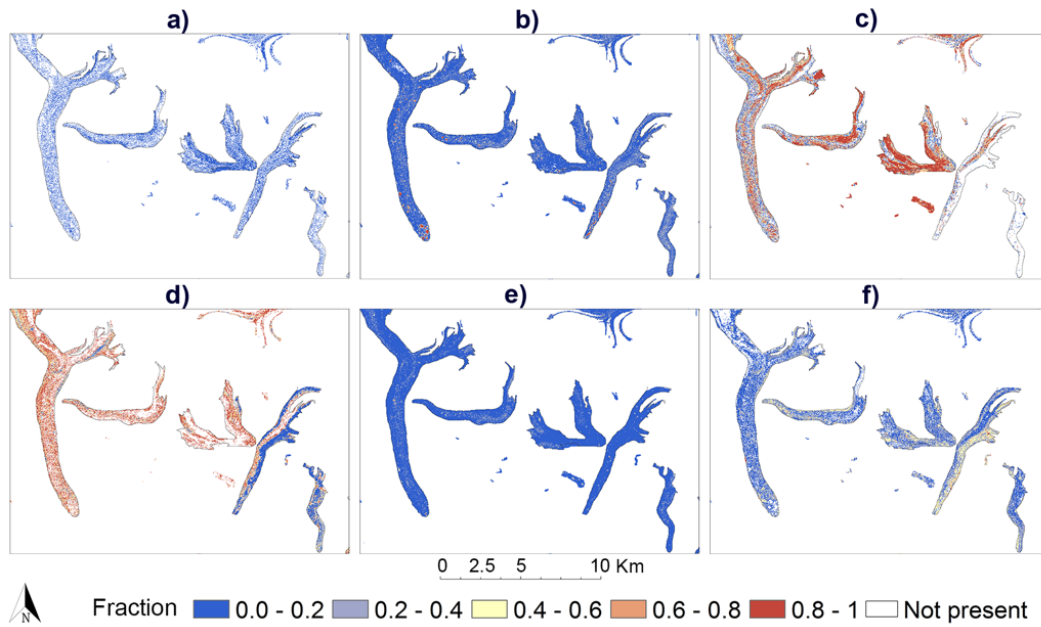 a) b) c)
d) e) f)
0 2.5 5 10 Km
N Fraction 0.0 - 0.2 0.2 - 0.4 0.4 - 0.6 0.6 - 0.8 0.8 - 1 Not present